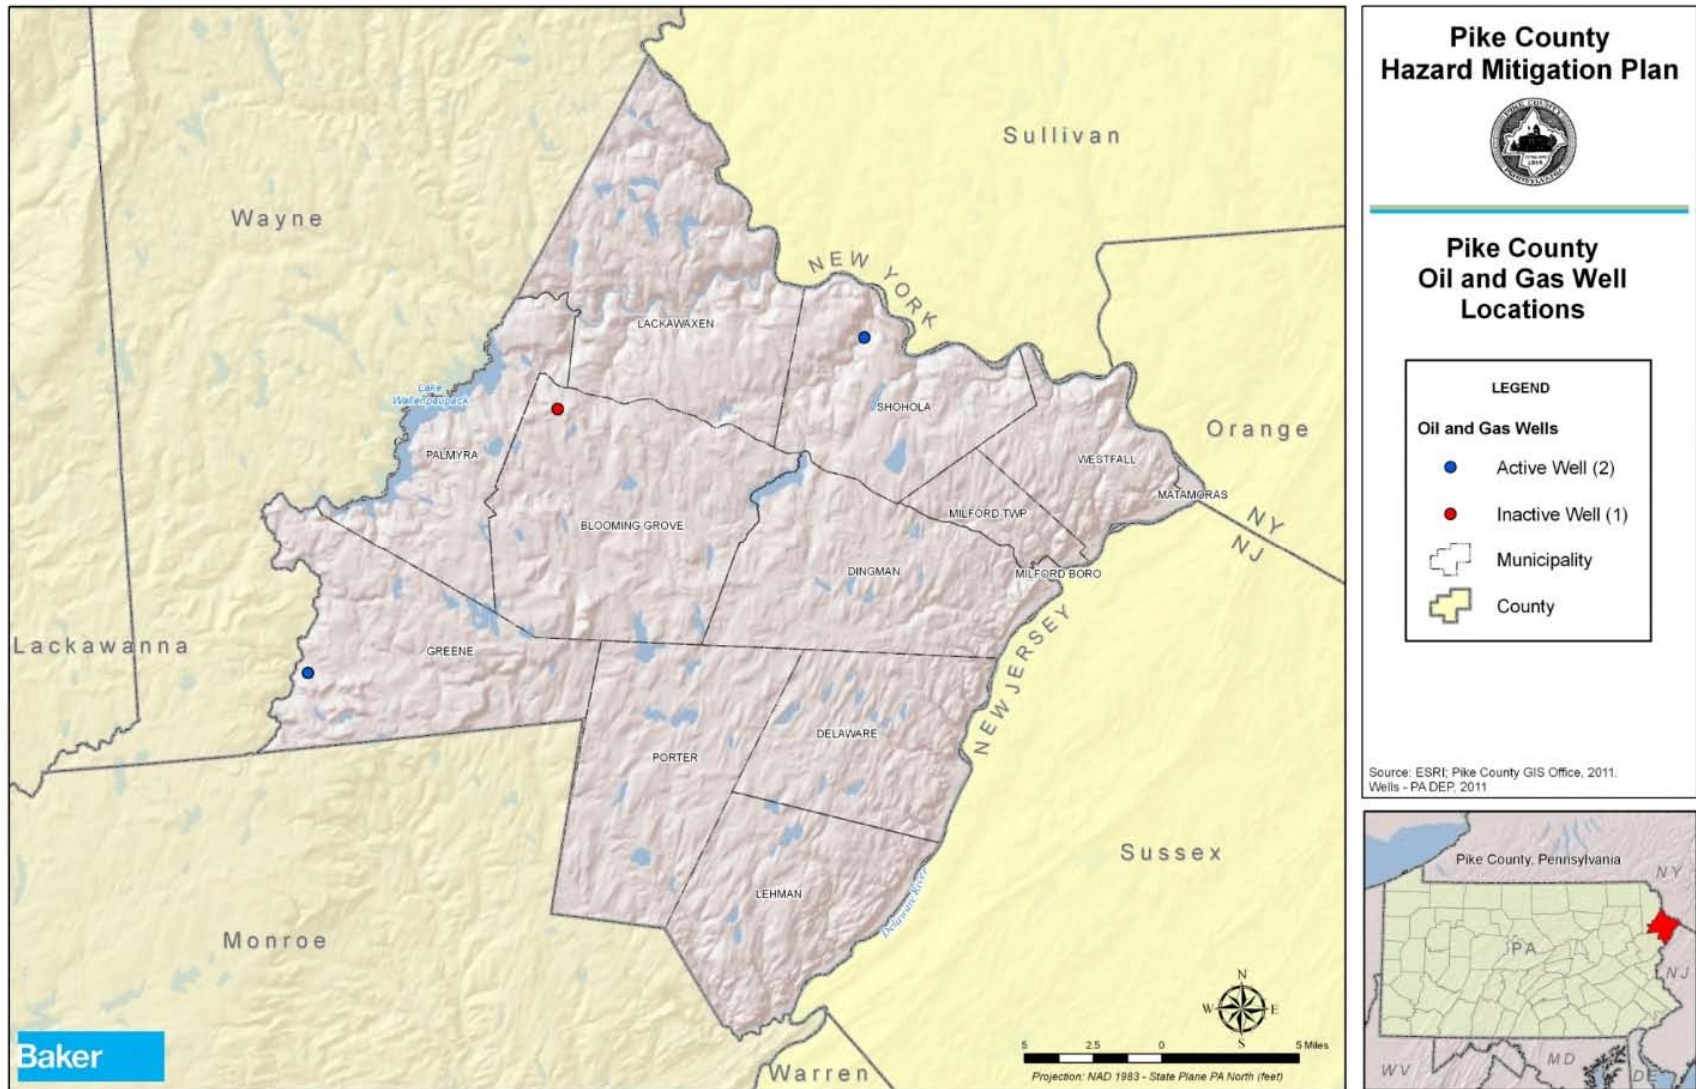 Pike County
Hazard Mitigation Plan
PIKE COUNTY
PENNSYLVANIA
1814
Pike County
Oil and Gas Well
Locations
LEGEND
Oil and Gas Wells
Active Well (2)
Inactive Well (1)
Municipality
County
Source: ESRI; Pike County GIS Office, 2011.
Wells - PA DEP, 2011
Sullivan
Wayne
NEW YORK
LACKAWAXEN
Lake
Wallenpaupack
SHOHOLA
Orange
PALMYRA
WESTFALL
MATAMORAS
MILFORD TWP
NY
NJ
BLOOMING GROVE
DINGMAN
MILFORD BORO
Lackawanna
GREENE
NEW JERSEY
DELAWARE
PORTER
Sussex
LEHMAN
Delaware River
Monroe
N
W
E
S
5
2.5
0
5 Miles
Projection: NAD 1983 - State Plane PA North (feet)
Baker
Warren
Pike County, Pennsylvania
NY
PA
NJ
WV
MD
DE